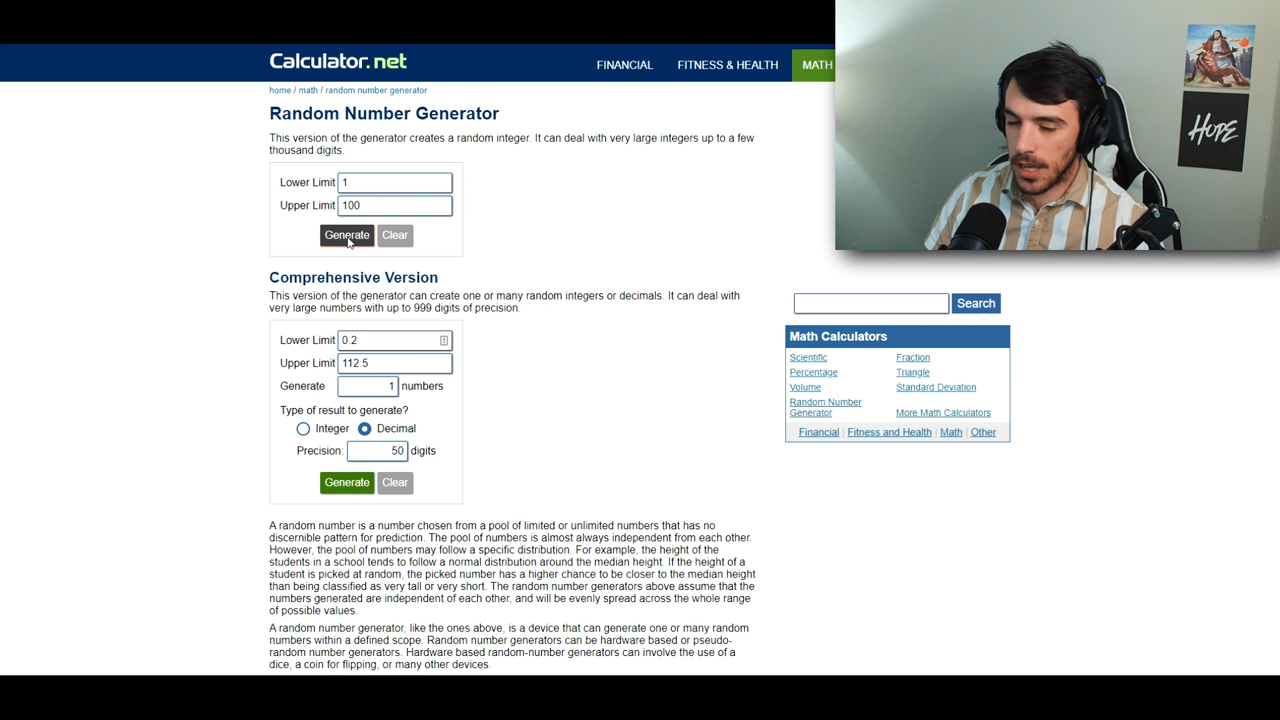 Calculator.net
FINANCIAL FITNESS & HEALTH MATH
home / math / random number generator
Random Number Generator
This version of the generator creates a random integer. It can deal with very large integers up to a few
thousand digits.
Lower Limit 1
Upper Limit 100
Generate Clear
Comprehensive Version
This version of the generator can create one or many random integers or decimals. It can deal with
very large numbers with up to 999 digits of precision.
Lower Limit 0.2
Upper Limit 112.5
Generate 1 numbers
Type of result to generate?
Integer Decimal
Precision: 50 digits
Generate Clear
A random number is a number chosen from a pool of limited or unlimited numbers that has no
discernible pattern for prediction. The pool of numbers is almost always independent from each other.
However, the pool of numbers may follow a specific distribution. For example, the height of the
students in a school tends to follow a normal distribution around the median height. If the height of a
student is picked at random, the picked number has a higher chance to be closer to the median height
than being classified as very tall or very short. The random number generators above assume that the
numbers generated are independent of each other, and will be evenly spread across the whole range
of possible values.
A random number generator, like the ones above, is a device that can generate one or many random
numbers within a defined scope. Random number generators can be hardware based or pseudo-
random number generators. Hardware based random-number generators can involve the use of a
dice, a coin for flipping, or many other devices.
HOPE
Search
Math Calculators
Scientific Fraction
Percentage Triangle
Volume Standard Deviation
Random Number
Generator More Math Calculators
Financial | Fitness and Health | Math | Other